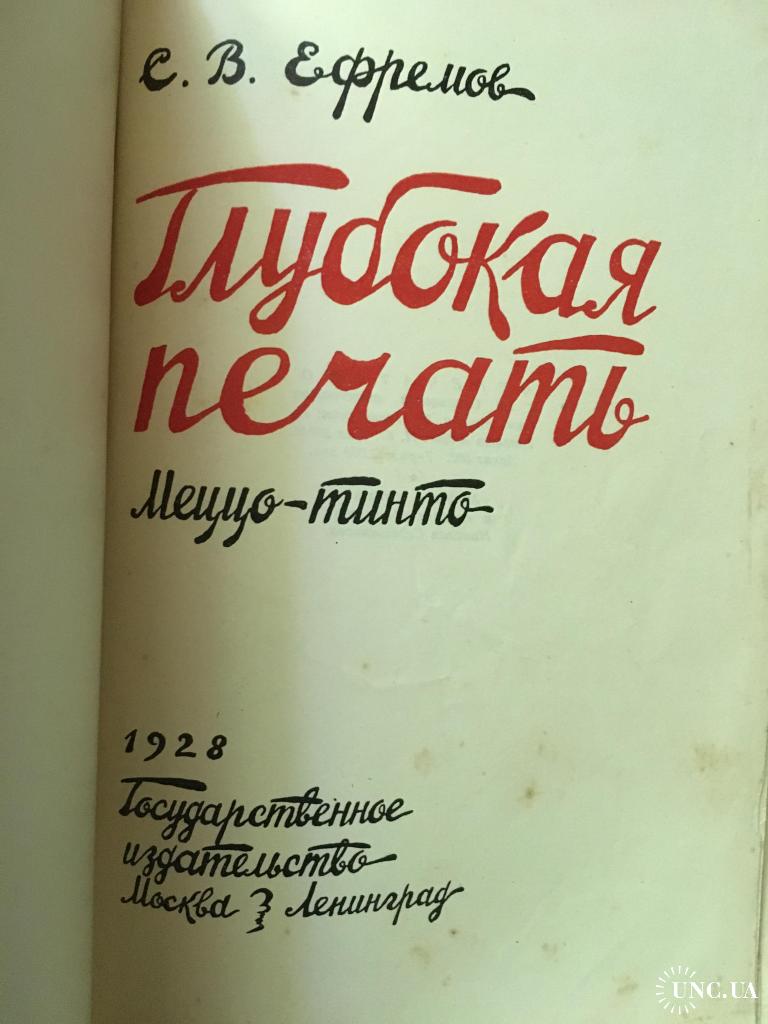 С. В. Ефремов
Глубокая
печать
Меццо-тинто
1928
Государственное
издательство
Москва Ленинград
UNC.UA